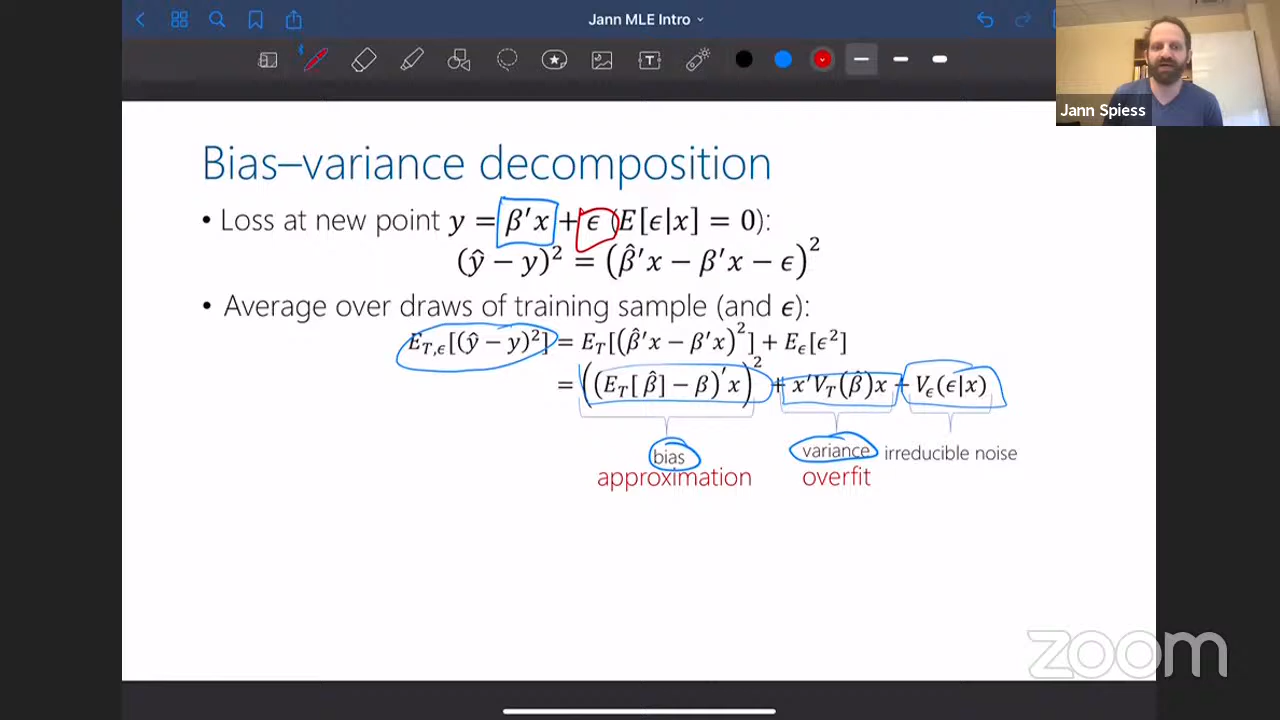 Jann MLE Intro
Jann Spiess
Bias–variance decomposition
• Loss at new point y = β′x + ϵ (E[ϵ|x] = 0):
(ŷ − y)² = (β̂′x − β′x − ϵ)²
• Average over draws of training sample (and ϵ):
E_{T,ϵ}[(ŷ − y)²] = E_T[(β̂′x − β′x)²] + E_ϵ[ϵ²]
= ((E_T[β̂] − β)′x)² + x′V_T(β̂)x + V_ϵ(ϵ|x)
bias variance irreducible noise
approximation overfit
zoom